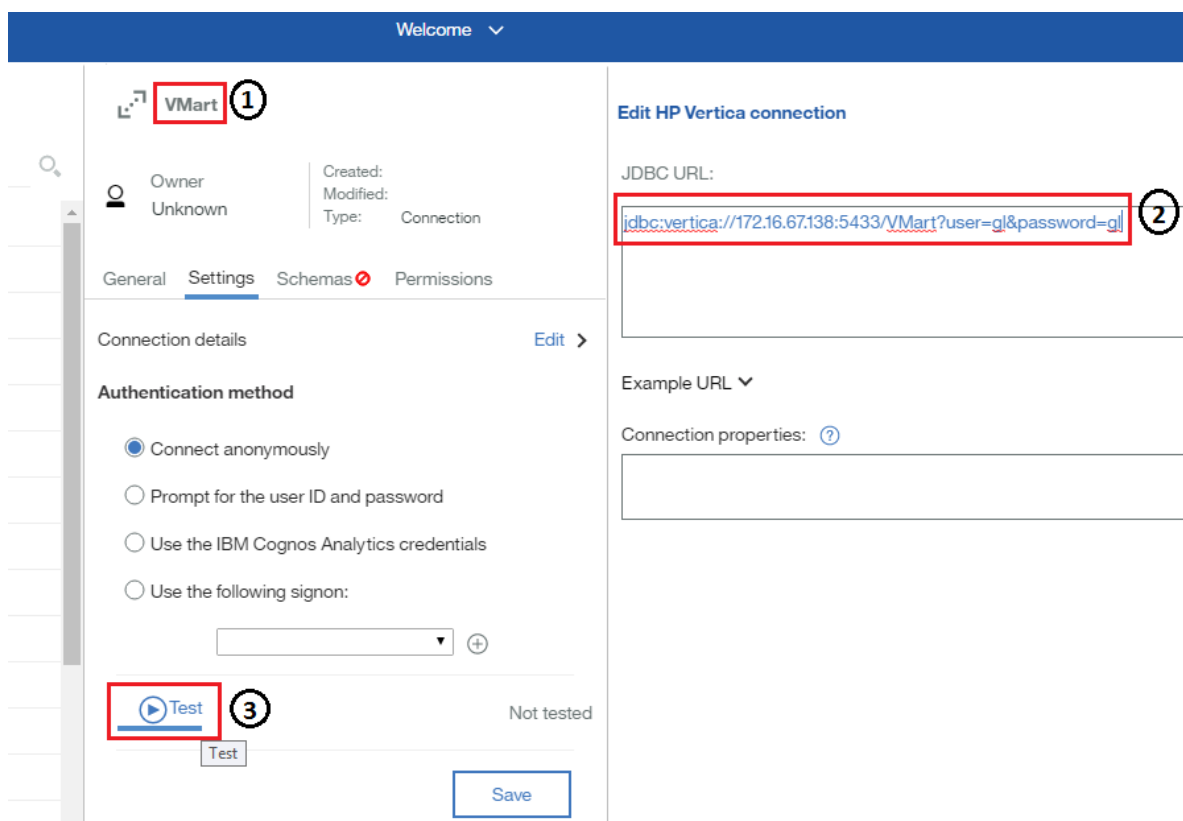 Welcome
VMart 1
Owner
Unknown
Created:
Modified:
Type: Connection
General Settings Schemas Permissions
Connection details Edit
Authentication method
Connect anonymously
Prompt for the user ID and password
Use the IBM Cognos Analytics credentials
Use the following signon:
Test 3 Not tested
Test
Save
Edit HP Vertica connection
JDBC URL:
jdbc:vertica://172.16.67.138:5433/VMart?user=gl&password=gl 2
Example URL
Connection properties: ?